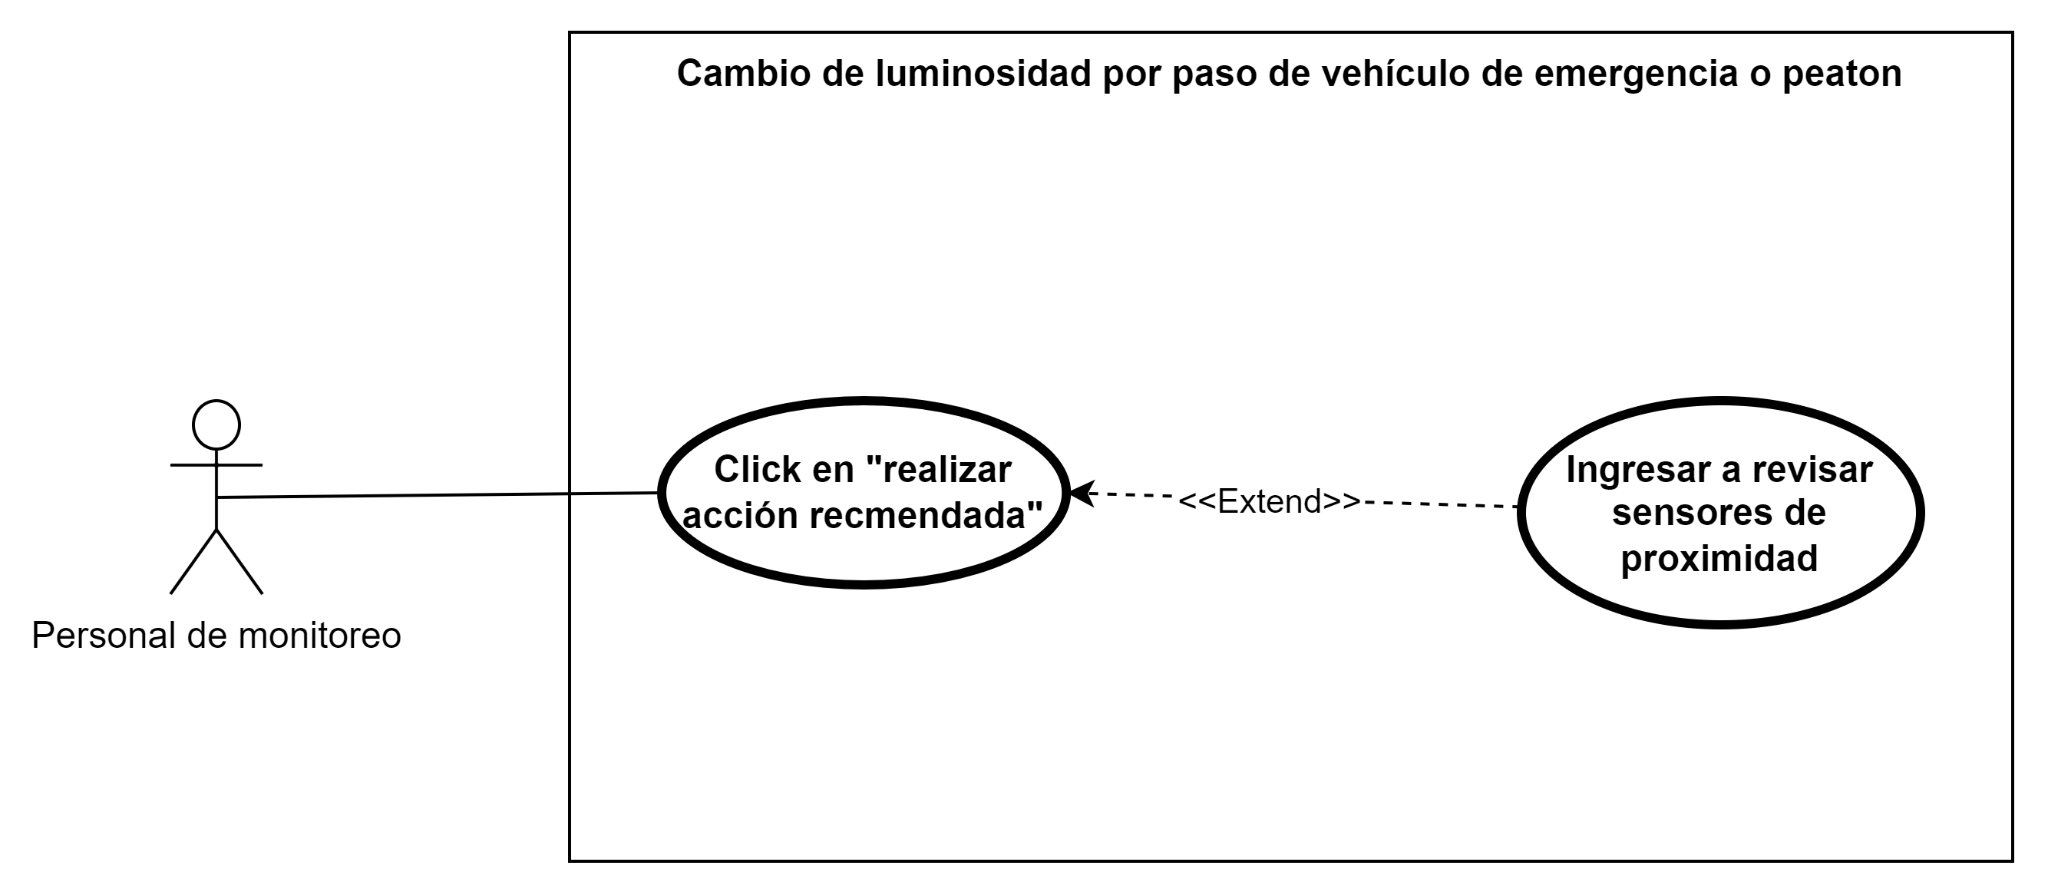 Cambio de luminosidad por paso de vehículo de emergencia o peaton
Click en "realizar
acción recmendada"
<<Extend>>
Ingresar a revisar
sensores de
proximidad
Personal de monitoreo